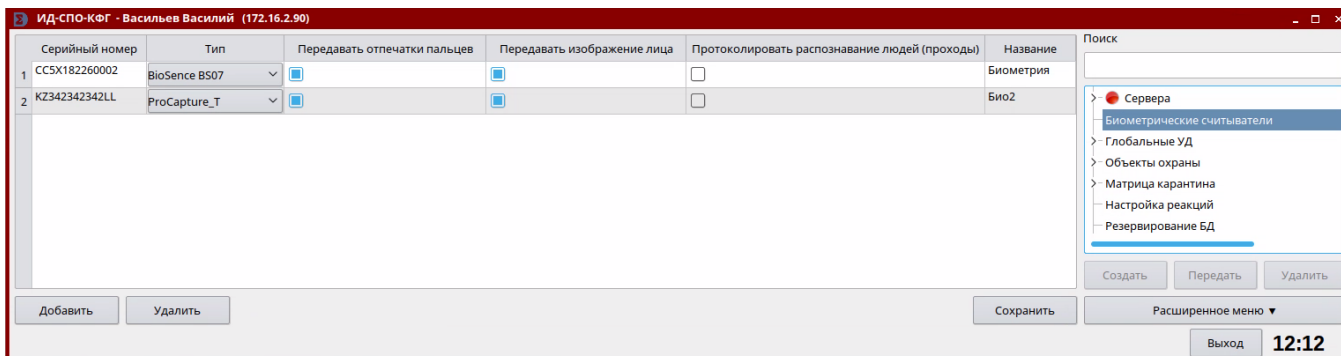 ИД-СПО-КФГ - Васильев Василий (172.16.2.90)
Серийный номер Тип Передавать отпечатки пальцев Передавать изображение лица Протоколировать распознавание людей (проходы) Название
1 CC5X182260002 BioSence BS07 Биометрия
2 KZ342342342LL ProCapture_T Био2
Добавить Удалить Сохранить
Поиск
Сервера
Биометрические считыватели
Глобальные УД
Объекты охраны
Матрица карантина
Настройка реакций
Резервирование БД
Создать Передать Удалить
Расширенное меню ▼
Выход 12:12